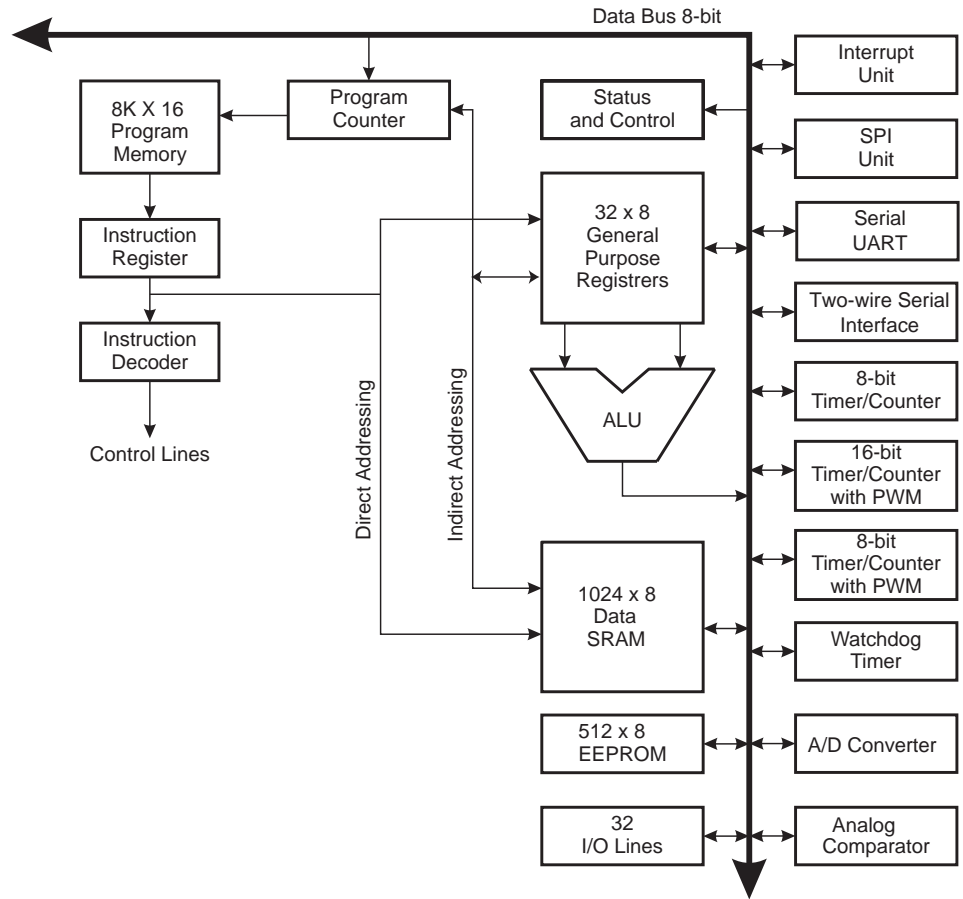 Data Bus 8-bit
8K X 16
Program
Memory
Program
Counter
Status
and Control
Interrupt
Unit
SPI
Unit
Instruction
Register
32 x 8
General
Purpose
Registrers
Serial
UART
Two-wire Serial
Interface
Instruction
Decoder
Control Lines
Direct Addressing
Indirect Addressing
ALU
8-bit
Timer/Counter
16-bit
Timer/Counter
with PWM
8-bit
Timer/Counter
with PWM
1024 x 8
Data
SRAM
Watchdog
Timer
512 x 8
EEPROM
A/D Converter
32
I/O Lines
Analog
Comparator